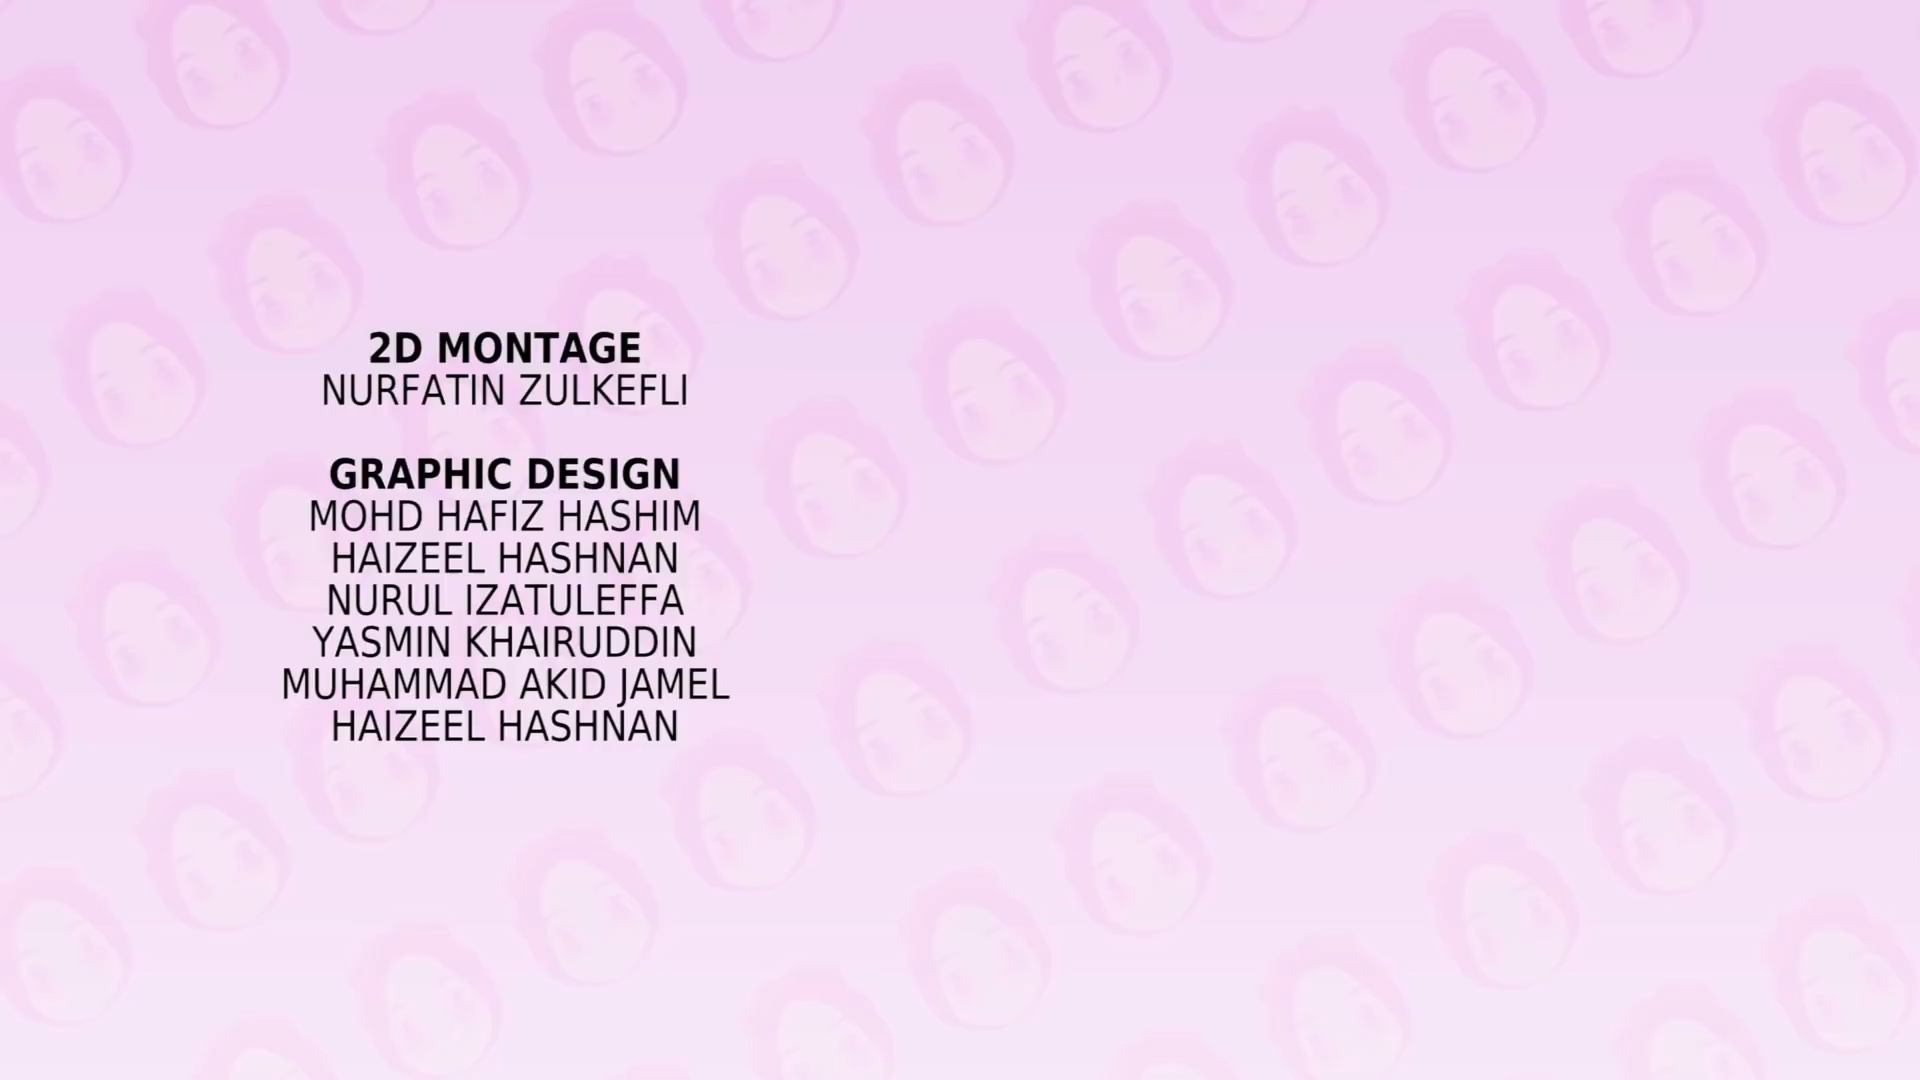 2D MONTAGE
NURFATIN ZULKEFLI
GRAPHIC DESIGN
MOHD HAFIZ HASHIM
HAIZEEL HASHNAN
NURUL IZATULEFFA
YASMIN KHAIRUDDIN
MUHAMMAD AKID JAMEL
HAIZEEL HASHNAN